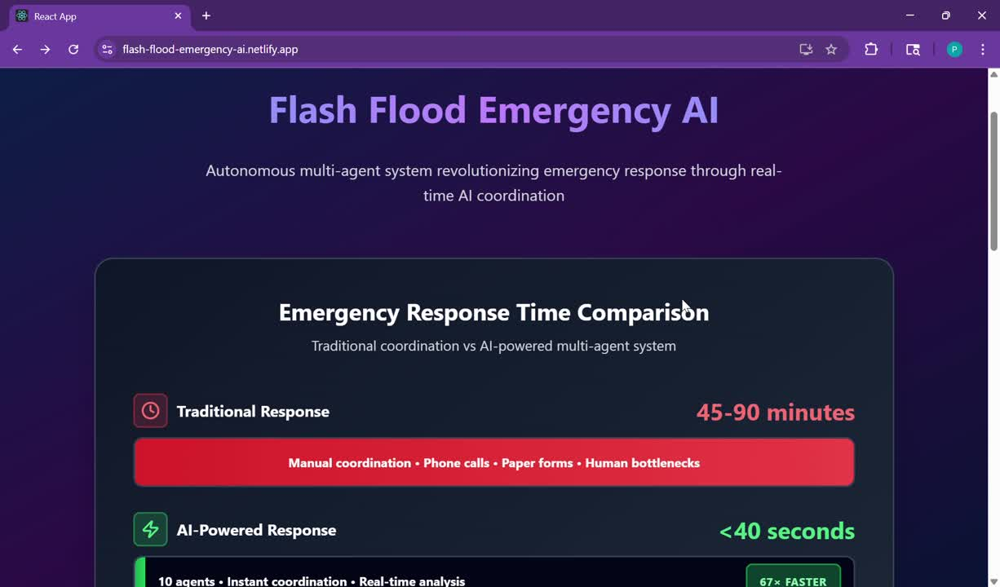 React App
flash-flood-emergency-ai.netlify.app
P
Flash Flood Emergency AI
Autonomous multi-agent system revolutionizing emergency response through real-
time AI coordination
Emergency Response Time Comparison
Traditional coordination vs AI-powered multi-agent system
Traditional Response
45-90 minutes
Manual coordination • Phone calls • Paper forms • Human bottlenecks
AI-Powered Response
<40 seconds
10 agents • Instant coordination • Real-time analysis
67× FASTER